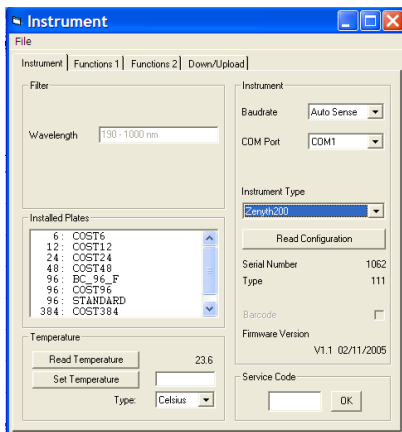 Instrument
File
Instrument Functions 1 Functions 2 Down/Upload
Filter
Wavelength 190 - 1000 nm
Installed Plates
6: COST6
12: COST12
24: COST24
48: COST48
96: BC_96_F
96: COST96
96: STANDARD
384: COST384
Temperature
Read Temperature 23.6
Set Temperature
Type: Celsius
Instrument
Baudrate Auto Sense
COM Port COM1
Instrument Type
Zenyth200
Read Configuration
Serial Number 1062
Type 111
Barcode
Firmware Version
V1.1 02/11/2005
Service Code
OK